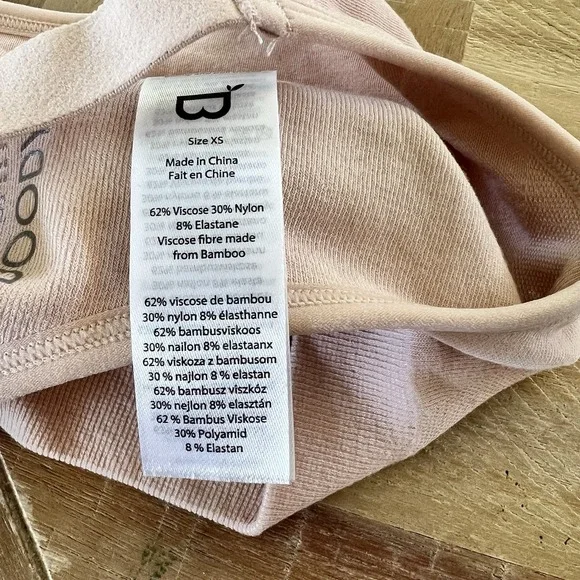 B
Size XS
Made in China
Fait en Chine
62% Viscose 30% Nylon
8% Elastane
Viscose fibre made
from Bamboo
62% viscose de bambou
30% nylon 8% élasthanne
62% bambusviskoos
30% nailon 8% elastaanx
62% viskoza z bambusom
30 % najlon 8 % elastan
62% bambusz viszkóz
30% nejlon 8% elasztán
62 % Bambus Viskose
30% Polyamid
8 % Elastan